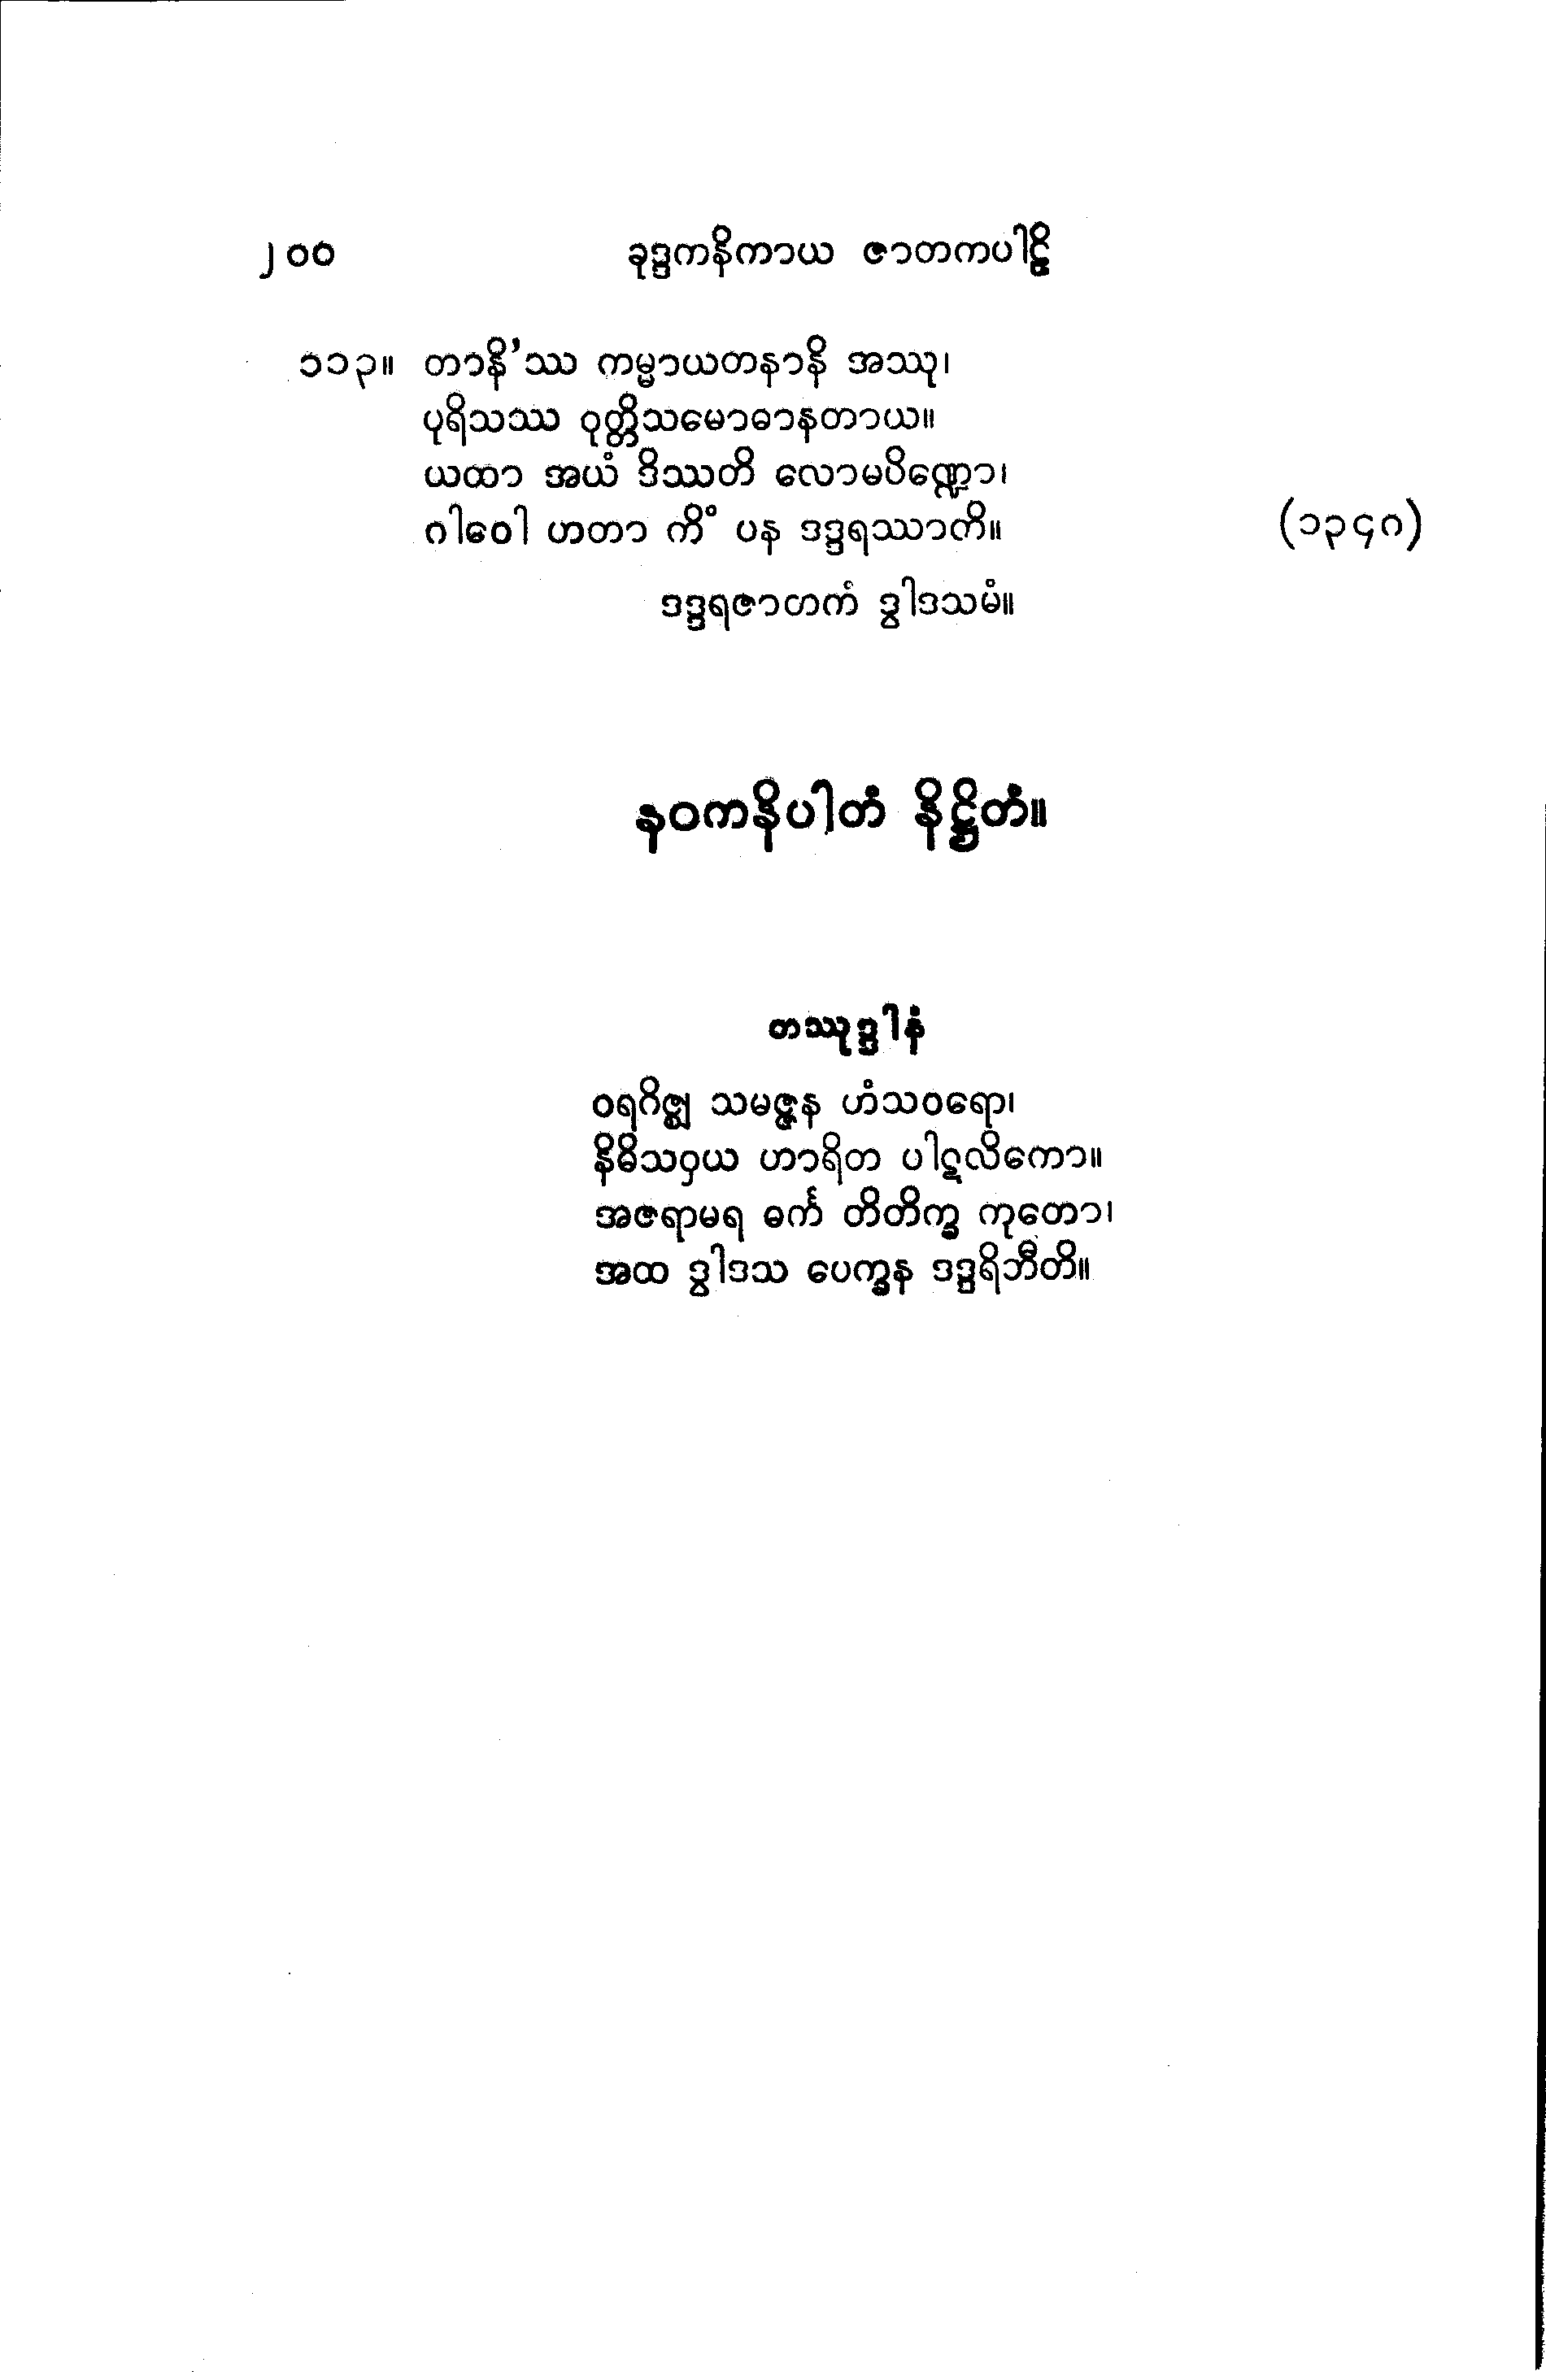 ၂၀၀ ခုဒ္ဒကနိကာယ ဇာတကပါဠိ
၁၁၃။ တာနိ’ဿ ကမ္မာယတနာနိ အဿု၊
ပုရိသဿ ဝုတ္တိသမောဓာနတာယ။
ယထာ အယံ ဒိဿတိ လောမပိဏ္ဍော၊
ဂါဝေါ ဟတာ ကိံ ပန ဒဒ္ဒရဿာတိ။ (၁၃၄၈)
ဒဒ္ဒရဇာတကံ ဒွါဒသမံ။
နဝကနိပါတံ နိဋ္ဌိတံ။
တဿုဒ္ဒါနံ
ဝရဂိဇ္ဈ သမဇ္ဇန ဟံသဝရော၊
နိဓိသဝှယ ဟာရိတ ပါဋလိကော။
အဇရာမရ ဓင်္က တိတိက္ခ ကုတော၊
အထ ဒွါဒသ ပေက္ခန ဒဒ္ဒရိဘီတိ။